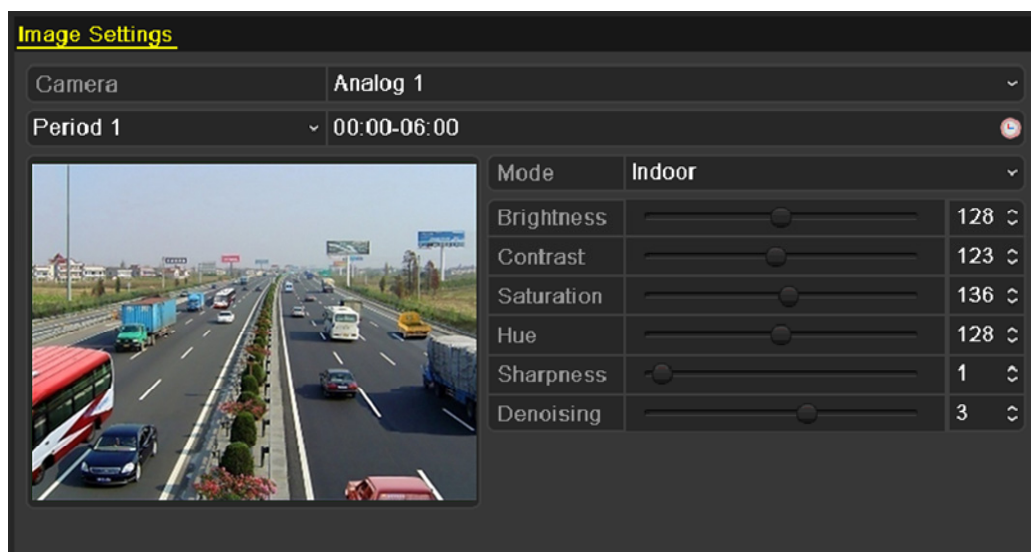 Image Settings
Camera Analog 1
Period 1 00:00-06:00
Mode Indoor
Brightness 128
Contrast 123
Saturation 136
Hue 128
Sharpness 1
Denoising 3